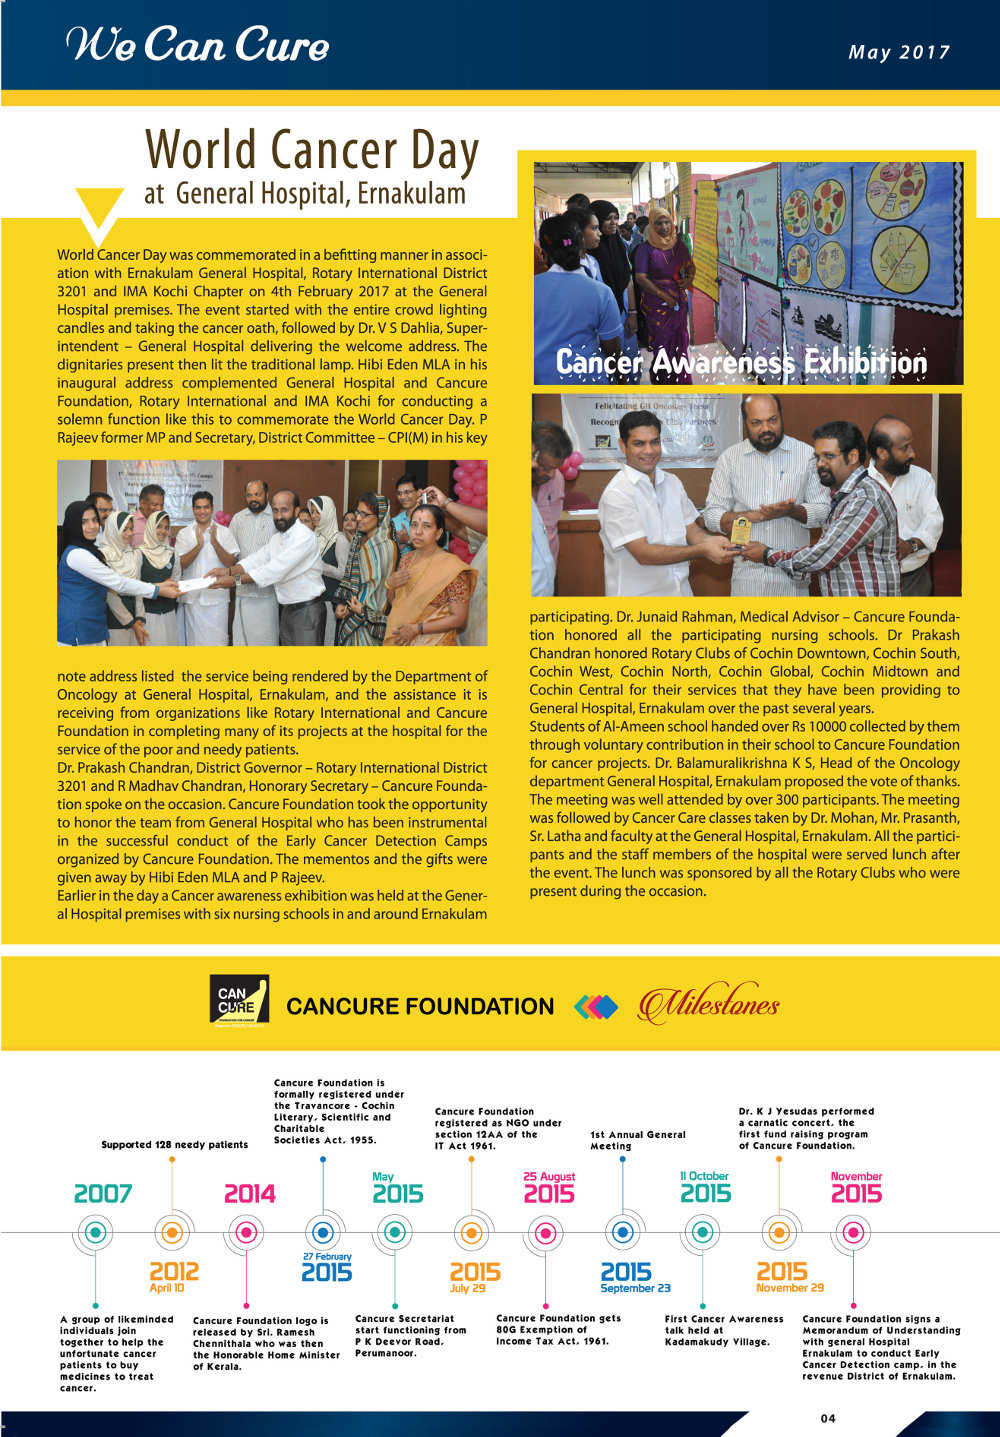 We Can Cure
May 2017
World Cancer Day
at General Hospital, Ernakulam
World Cancer Day was commemorated in a befitting manner in associ-
ation with Ernakulam General Hospital, Rotary International District
3201 and IMA Kochi Chapter on 4th February 2017 at the General
Hospital premises. The event started with the entire crowd lighting
candles and taking the cancer oath, followed by Dr. V S Dahlia, Super-
intendent – General Hospital delivering the welcome address. The
dignitaries present then lit the traditional lamp. Hibi Eden MLA in his
inaugural address complemented General Hospital and Cancure
Foundation, Rotary International and IMA Kochi for conducting a
solemn function like this to commemorate the World Cancer Day. P
Rajeev former MP and Secretary, District Committee – CPI(M) in his key
note address listed the service being rendered by the Department of
Oncology at General Hospital, Ernakulam, and the assistance it is
receiving from organizations like Rotary International and Cancure
Foundation in completing many of its projects at the hospital for the
service of the poor and needy patients.
Dr. Prakash Chandran, District Governor – Rotary International District
3201 and R Madhav Chandran, Honorary Secretary – Cancure Founda-
tion spoke on the occasion. Cancure Foundation took the opportunity
to honor the team from General Hospital who has been instrumental
in the successful conduct of the Early Cancer Detection Camps
organized by Cancure Foundation. The mementos and the gifts were
given away by Hibi Eden MLA and P Rajeev.
Earlier in the day a Cancer awareness exhibition was held at the Gener-
al Hospital premises with six nursing schools in and around Ernakulam
Cancer Awareness Exhibition
Felicitating GH Oncology Team
participating. Dr. Junaid Rahman, Medical Advisor – Cancure Founda-
tion honored all the participating nursing schools. Dr Prakash
Chandran honored Rotary Clubs of Cochin Downtown, Cochin South,
Cochin West, Cochin North, Cochin Global, Cochin Midtown and
Cochin Central for their services that they have been providing to
General Hospital, Ernakulam over the past several years.
Students of Al-Ameen school handed over Rs 10000 collected by them
through voluntary contribution in their school to Cancure Foundation
for cancer projects. Dr. Balamuralikrishna K S, Head of the Oncology
department General Hospital, Ernakulam proposed the vote of thanks.
The meeting was well attended by over 300 participants. The meeting
was followed by Cancer Care classes taken by Dr. Mohan, Mr. Prasanth,
Sr. Latha and faculty at the General Hospital, Ernakulam. All the partici-
pants and the staff members of the hospital were served lunch after
the event. The lunch was sponsored by all the Rotary Clubs who were
present during the occasion.
CAN
CURE
CANCURE FOUNDATION
Milestones
2007
A group of likeminded
individuals join
together to help the
unfortunate cancer
patients to buy
medicines to treat
cancer.
Supported 128 needy patients
2012
April 10
2014
Cancure Foundation logo is
released by Sri. Ramesh
Chennithala who was then
the Honorable Home Minister
of Kerala.
Cancure Foundation is
formally registered under
the Travancore - Cochin
Literary, Scientific and
Charitable
Societies Act, 1955.
27 February
2015
May
2015
Cancure Secretariat
start functioning from
P K Deevor Road,
Perumanoor.
Cancure Foundation
registered as NGO under
section 12AA of the
IT Act 1961.
2015
July 29
25 August
2015
Cancure Foundation gets
80G Exemption of
Income Tax Act, 1961.
1st Annual General
Meeting
2015
September 23
11 October
2015
First Cancer Awareness
talk held at
Kadamakudy Village.
Dr. K J Yesudas performed
a carnatic concert, the
first fund raising program
of Cancure Foundation.
2015
November 29
November
2015
Cancure Foundation signs a
Memorandum of Understanding
with general Hospital
Ernakulam to conduct Early
Cancer Detection camp, in the
revenue District of Ernakulam.
04